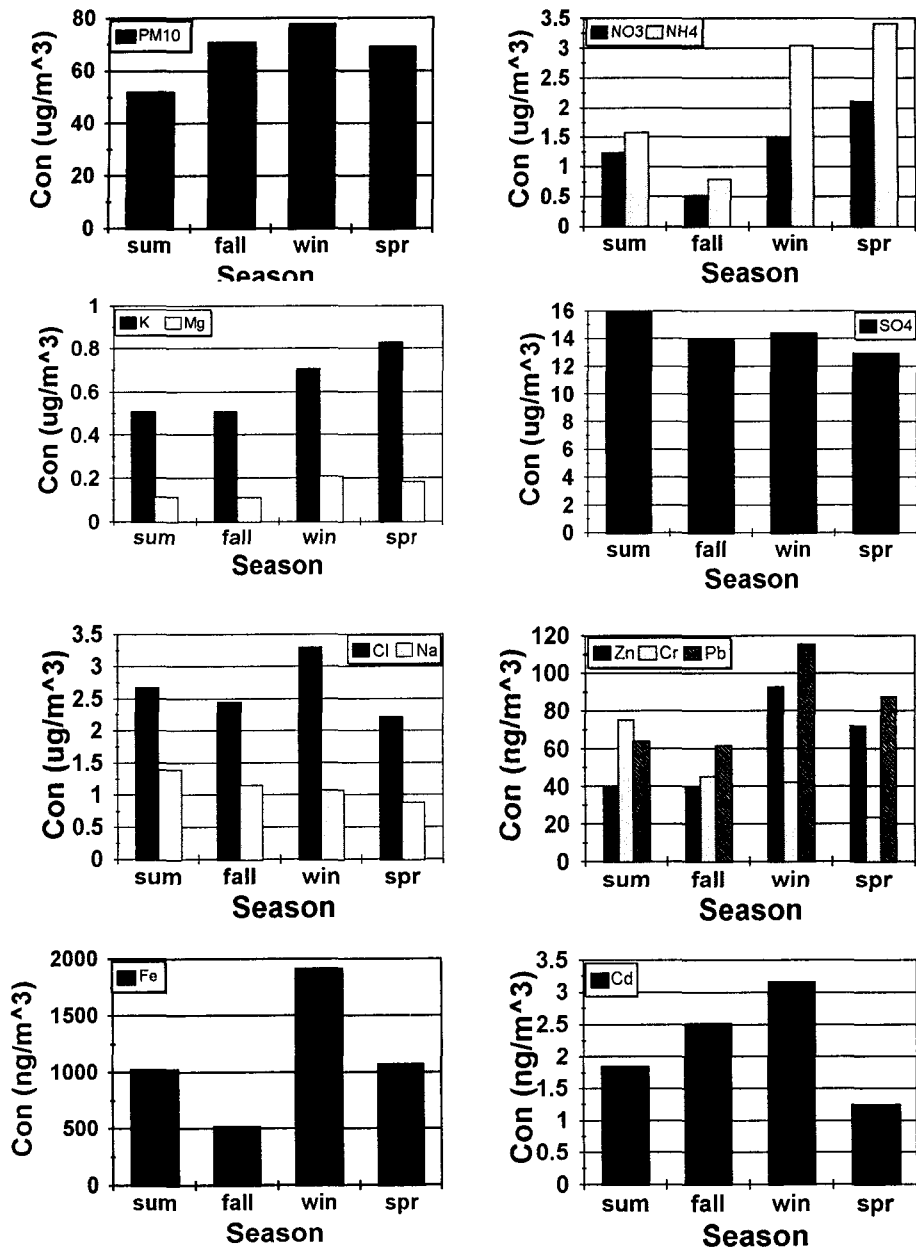 PM10
Con (ug/m^3)
80
60
40
20
0
sum fall win spr
Season
NO3 NH4
Con (ug/m^3)
3.5
3
2.5
2
1.5
1
0.5
0
sum fall win spr
Season
K Mg
Con (ug/m^3)
1
0.8
0.6
0.4
0.2
0
sum fall win spr
Season
SO4
Con (ug/m^3)
16
14
12
10
8
6
4
2
0
sum fall win spr
Season
Cl Na
Con (ug/m^3)
3.5
3
2.5
2
1.5
1
0.5
0
sum fall win spr
Season
Zn Cr Pb
Con (ng/m^3)
120
100
80
60
40
20
0
sum fall win spr
Season
Fe
Con (ng/m^3)
2000
1500
1000
500
0
sum fall win spr
Season
Cd
Con (ng/m^3)
3.5
3
2.5
2
1.5
1
0.5
0
sum fall win spr
Season